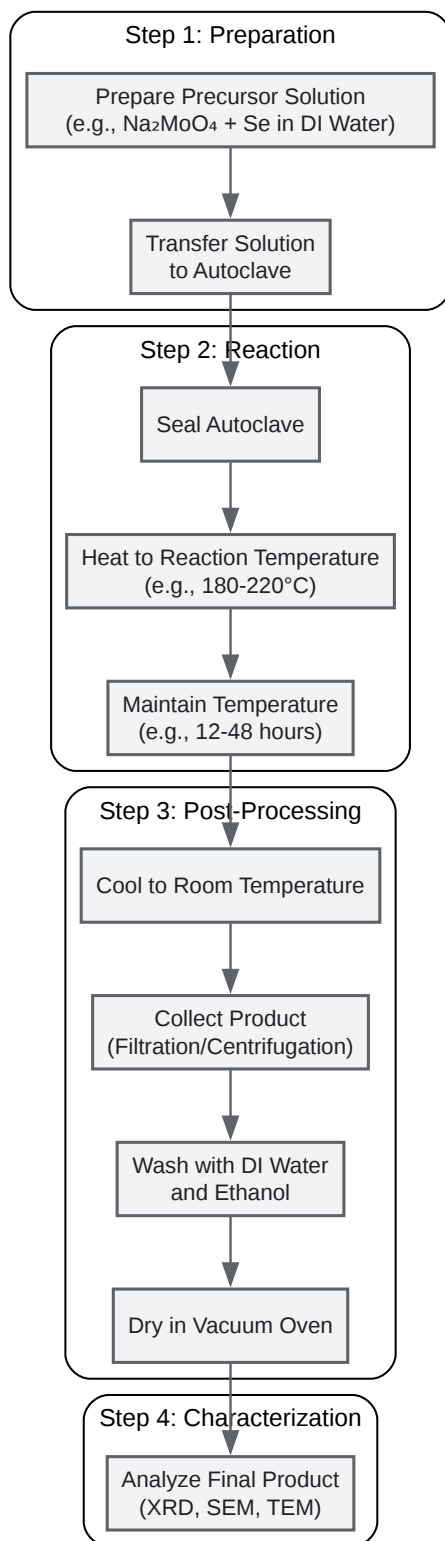 Step 1: Preparation
Prepare Precursor Solution
(e.g., Na₂MoO₄ + Se in DI Water)
Transfer Solution
to Autoclave
Step 2: Reaction
Seal Autoclave
Heat to Reaction Temperature
(e.g., 180-220°C)
Maintain Temperature
(e.g., 12-48 hours)
Step 3: Post-Processing
Cool to Room Temperature
Collect Product
(Filtration/Centrifugation)
Wash with DI Water
and Ethanol
Dry in Vacuum Oven
Step 4: Characterization
Analyze Final Product
(XRD, SEM, TEM)